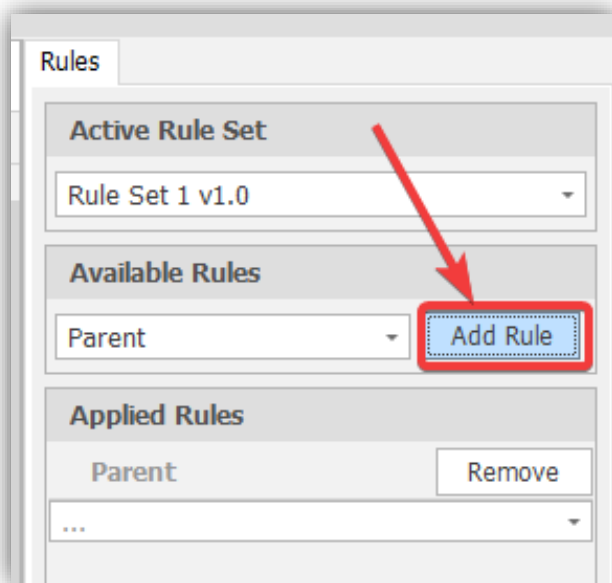 Rules
Active Rule Set
Rule Set 1 v1.0
Available Rules
Parent Add Rule
Applied Rules
Parent Remove
...